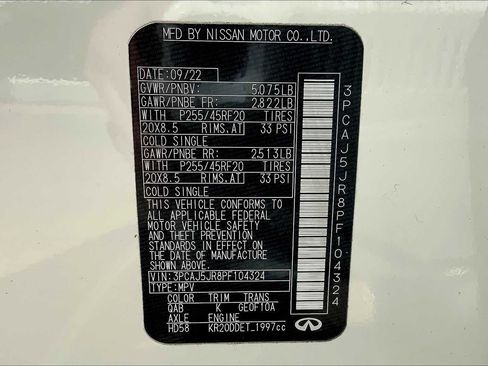 MFD BY NISSAN MOTOR CO.,LTD.
DATE:09/22
GVWR/PNBV: 5,075LB
GAWR/PNBE FR: 2,822LB
WITH P255/45RF20 TIRES
20X8.5 RIMS.AT 33 PSI
COLD SINGLE
GAWR/PNBE RR: 2,513LB
WITH P255/45RF20 TIRES
20X8.5 RIMS.AT 33 PSI
COLD SINGLE
THIS VEHICLE CONFORMS TO
ALL APPLICABLE FEDERAL
MOTOR VEHICLE SAFETY
AND THEFT PREVENTION
STANDARDS IN EFFECT ON
THE DATE OF MANUFACTURE
SHOWN ABOVE.
VIN:3PCAJ5JR8PF104324
TYPE:MPV
COLOR TRIM TRANS
QAB K GE0F10A
AXLE ENGINE
HD58 KR20DDET_1997cc
3PCAJ5JR8PF104324